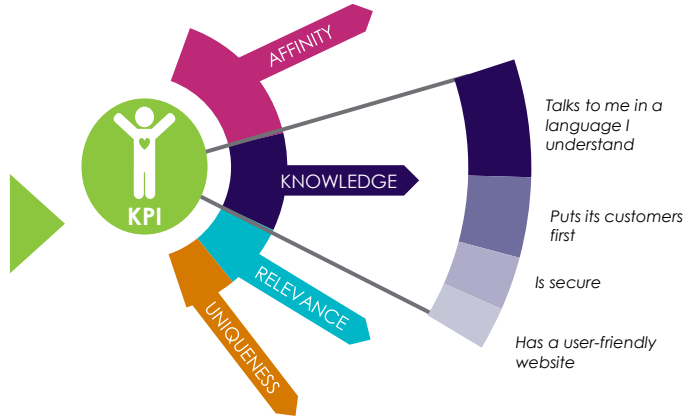 AFFINITY
KPI
KNOWLEDGE
RELEVANCE
UNIQUENESS
Talks to me in a
language I
understand
Puts its customers
first
Is secure
Has a user-friendly
website